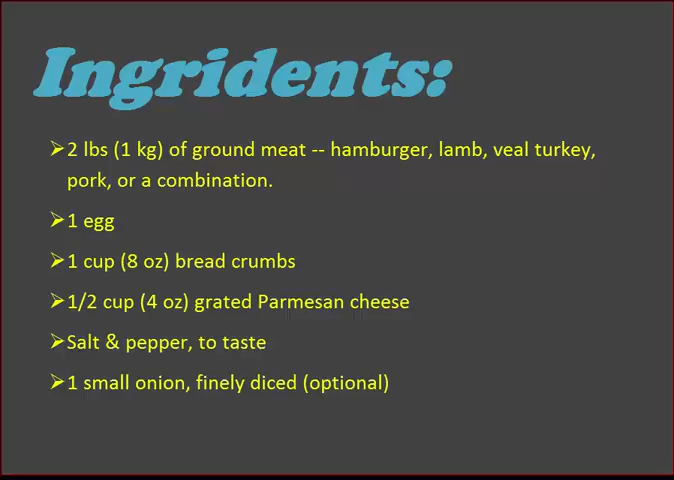 Ingridents:
➢2 lbs (1 kg) of ground meat -- hamburger, lamb, veal turkey,
pork, or a combination.
➢1 egg
➢1 cup (8 oz) bread crumbs
➢1/2 cup (4 oz) grated Parmesan cheese
➢Salt & pepper, to taste
➢1 small onion, finely diced (optional)